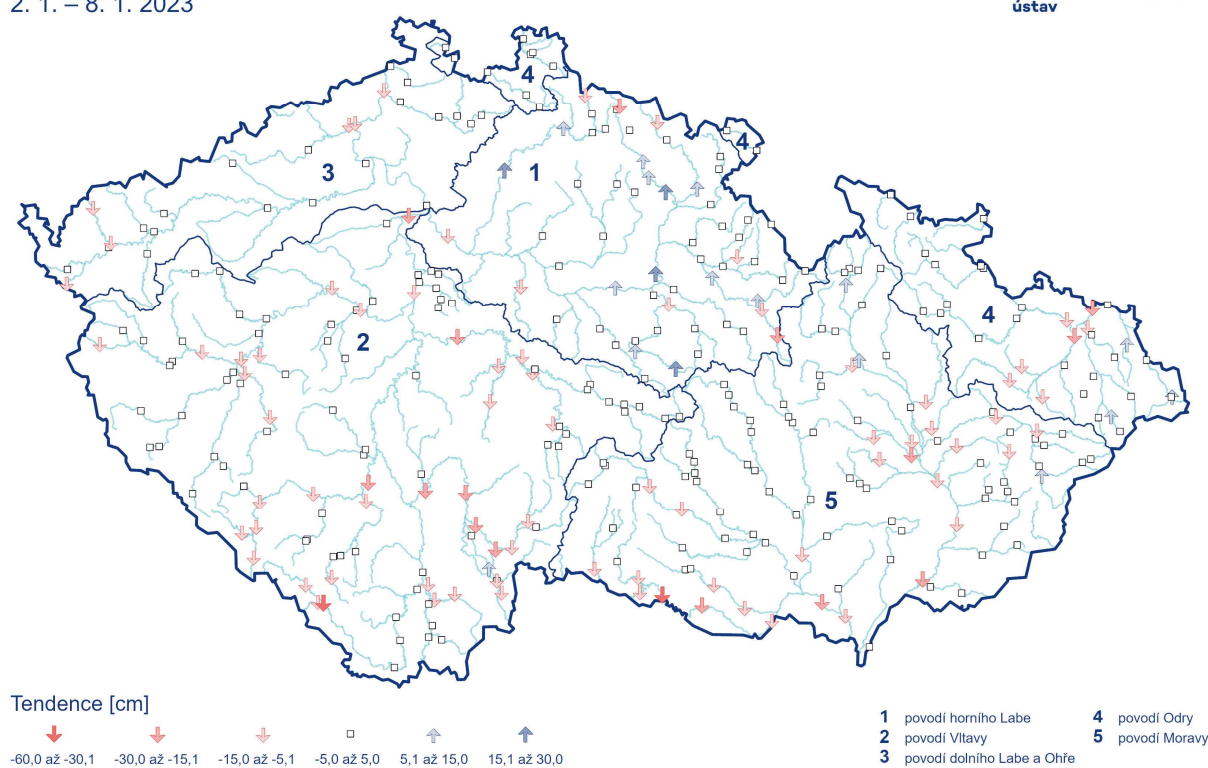 2. 1. – 8. 1. 2023
ústav
4
4
3
1
4
2
5
Tendence [cm]
-60,0 až -30,1
-30,0 až -15,1
-15,0 až -5,1
-5,0 až 5,0
5,1 až 15,0
15,1 až 30,0
1 povodí horního Labe
2 povodí Vltavy
3 povodí dolního Labe a Ohře
4 povodí Odry
5 povodí Moravy